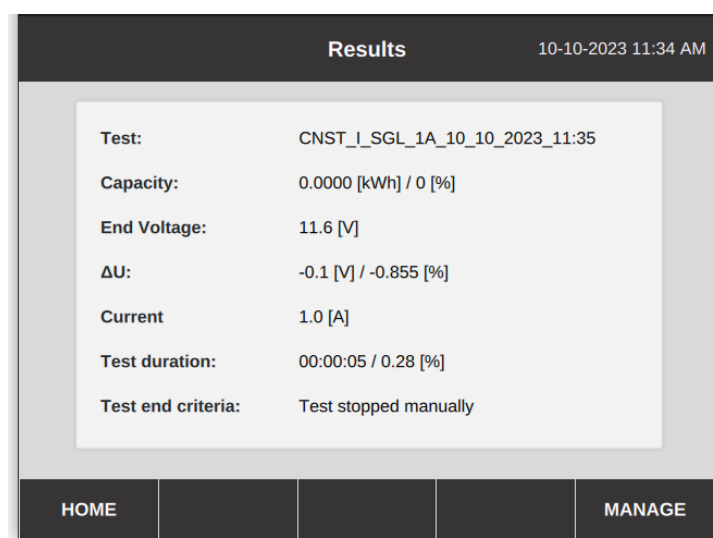 Results 10-10-2023 11:34 AM
Test: CNST_I_SGL_1A_10_10_2023_11:35
Capacity: 0.0000 [kWh] / 0 [%]
End Voltage: 11.6 [V]
ΔU: -0.1 [V] / -0.855 [%]
Current 1.0 [A]
Test duration: 00:00:05 / 0.28 [%]
Test end criteria: Test stopped manually
HOME MANAGE